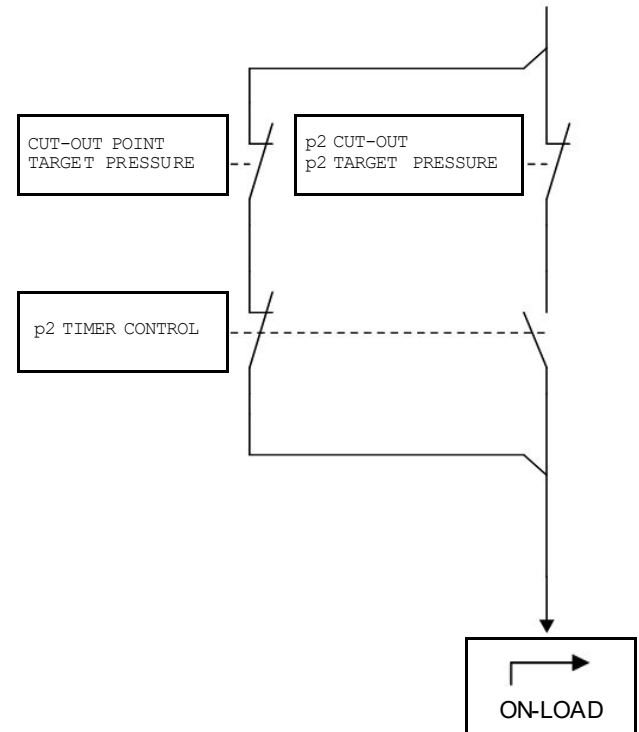 CUT-OUT POINT
TARGET PRESSURE
p2 CUT-OUT
p2 TARGET PRESSURE
p2 TIMER CONTROL
ON-LOAD